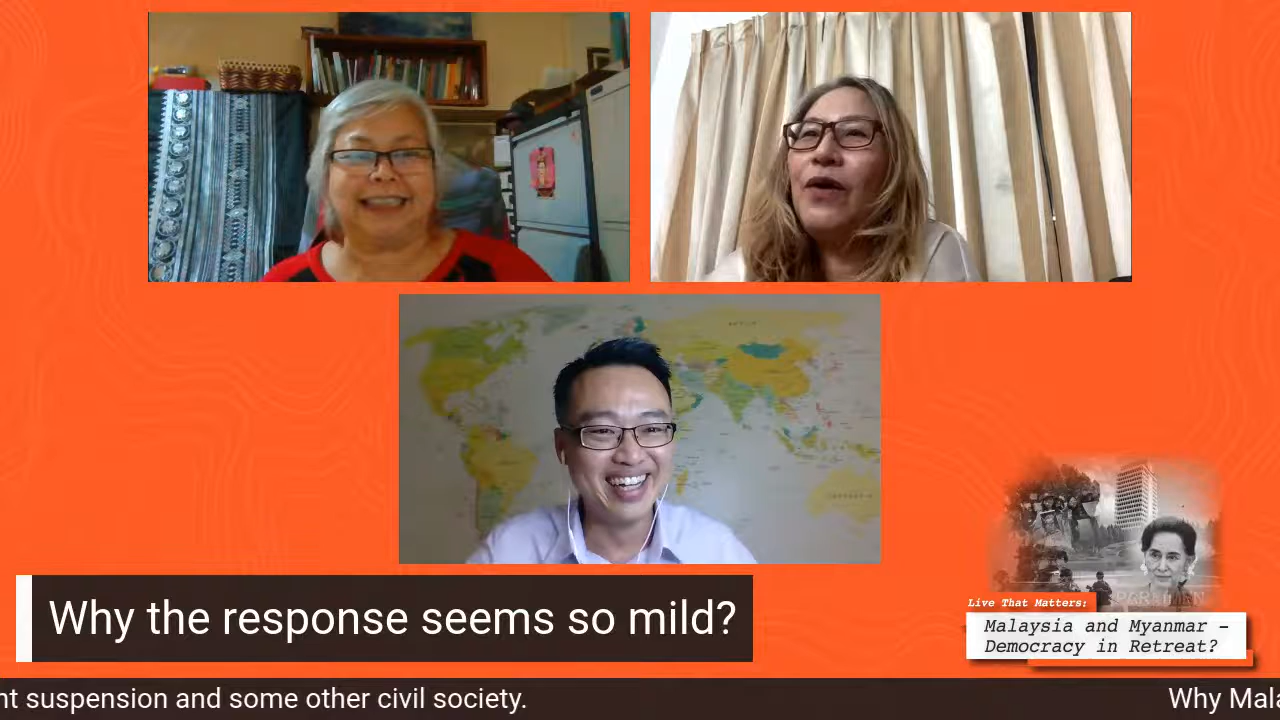 Why the response seems so mild?
Live That Matters:
Malaysia and Myanmar –
Democracy in Retreat?
nt suspension and some other civil society.
Why Mala